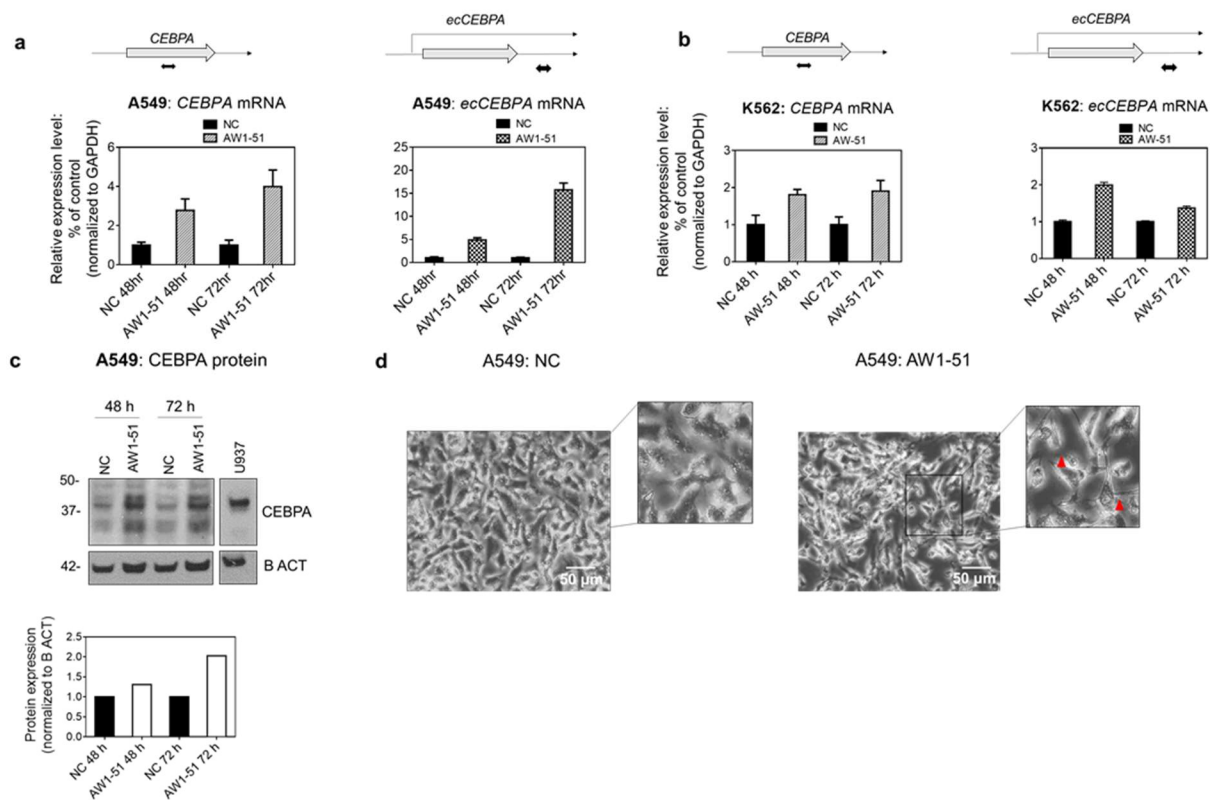 a
CEBPA
ecCEBPA
A549: CEBPA mRNA
NC
AW1-51
Relative expression level:
% of control
(normalized to GAPDH)
6
4
2
0
NC 48hr
AW1-51 48hr
NC 72hr
AW1-51 72hr
A549: ecCEBPA mRNA
NC
AW1-51
25
20
15
10
5
0
NC 48hr
AW1-51 48hr
NC 72hr
AW1-51 72hr
b
CEBPA
ecCEBPA
K562: CEBPA mRNA
NC
AW-51
Relative expression level:
% of control
(normalized to GAPDH)
3
2
1
0
NC 48 h
AW-51 48 h
NC 72 h
AW-51 72 h
K562: ecCEBPA mRNA
NC
AW-51
3
2
1
0
NC 48 h
AW-51 48 h
NC 72 h
AW-51 72 h
c
A549: CEBPA protein
48 h
72 h
NC
AW1-51
NC
AW1-51
U937
50-
37-
CEBPA
42-
B ACT
Protein expression
(normalized to B ACT)
2.5
2.0
1.5
1.0
0.5
0.0
NC 48 h
AW1-51 48 h
NC 72 h
AW1-51 72 h
d
A549: NC
50 µm
A549: AW1-51
50 µm